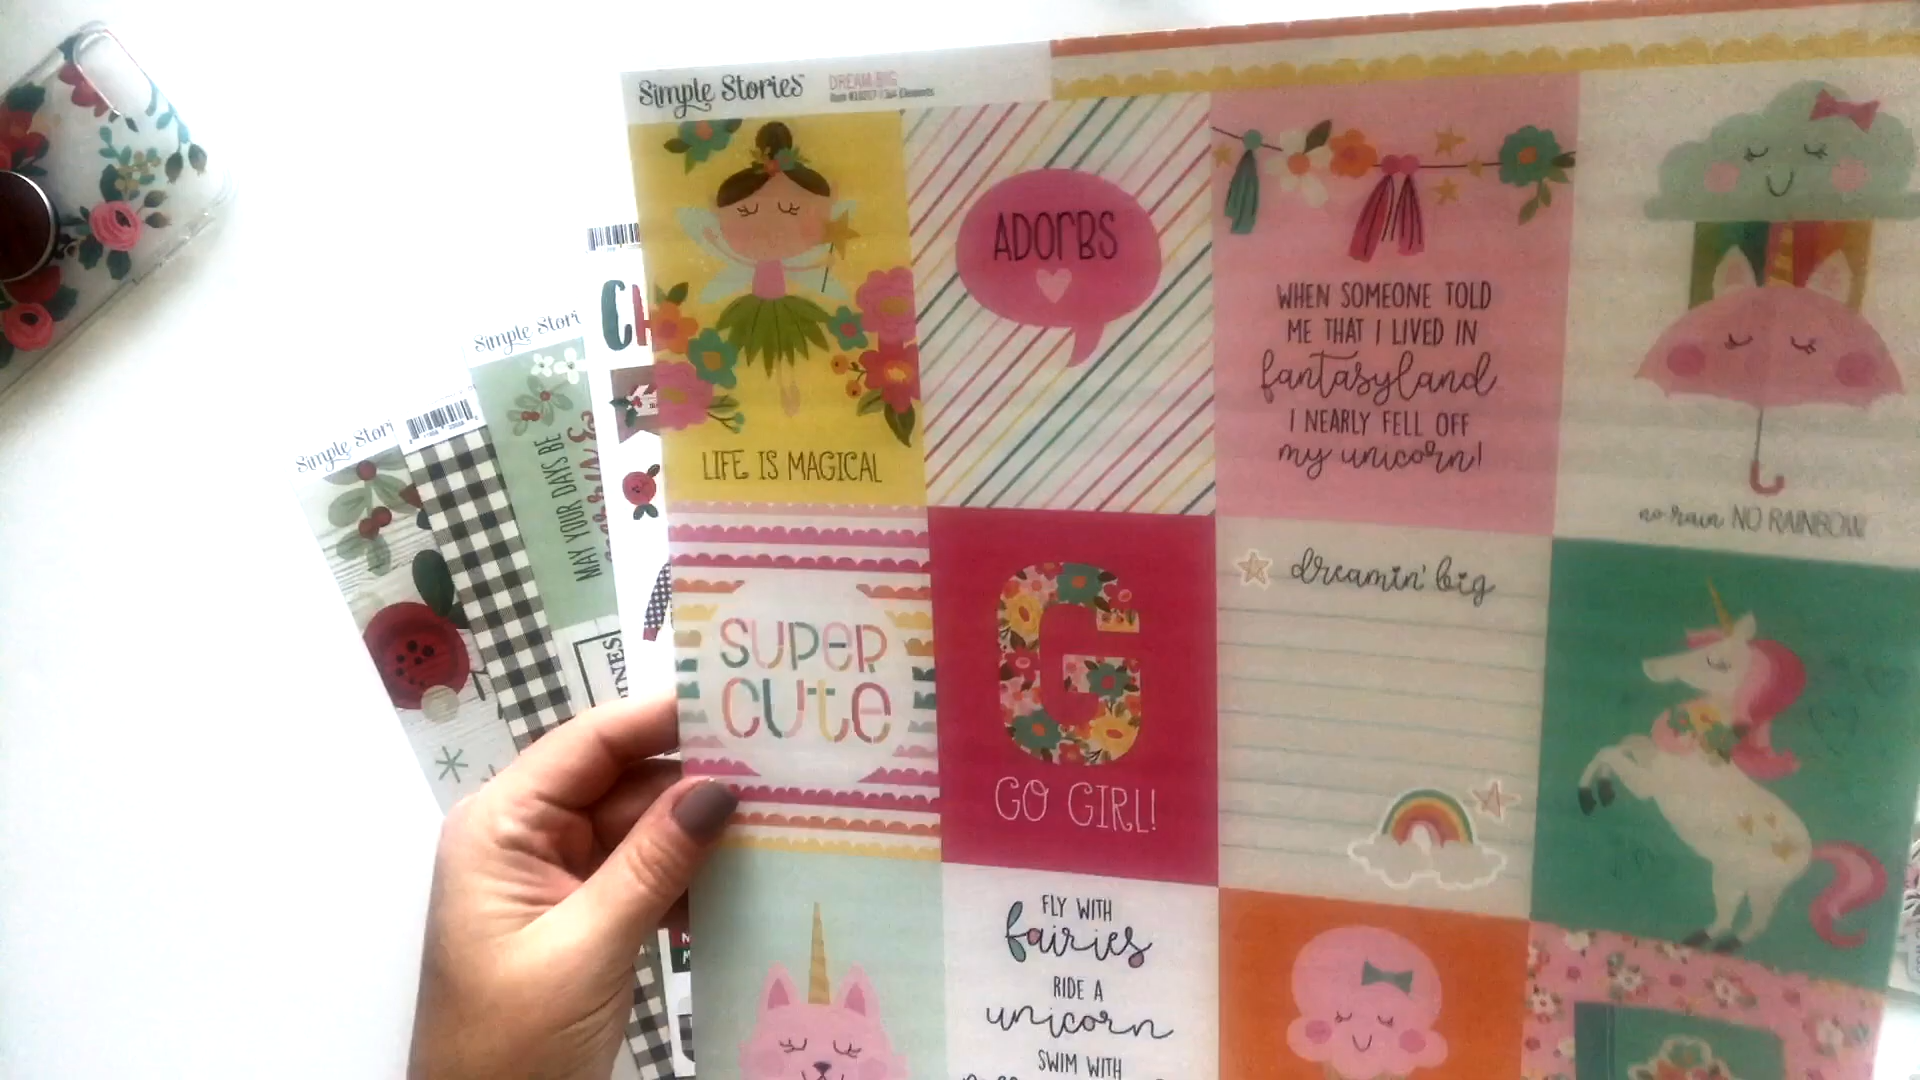 Simple Stories
DREAM BIG
LIFE IS MAGICAL
ADORBS
WHEN SOMEONE TOLD
ME THAT I LIVED IN
fantasyland
I NEARLY FELL OFF
my unicorn!
no rain NO RAINBOW
SUPER
CUTE
G
GO GIRL!
dreamin' big
FLY WITH
fairies
RIDE A
unicorn
SWIM WITH
Simple Stori
MAY YOUR DAYS BE
Simple Stori